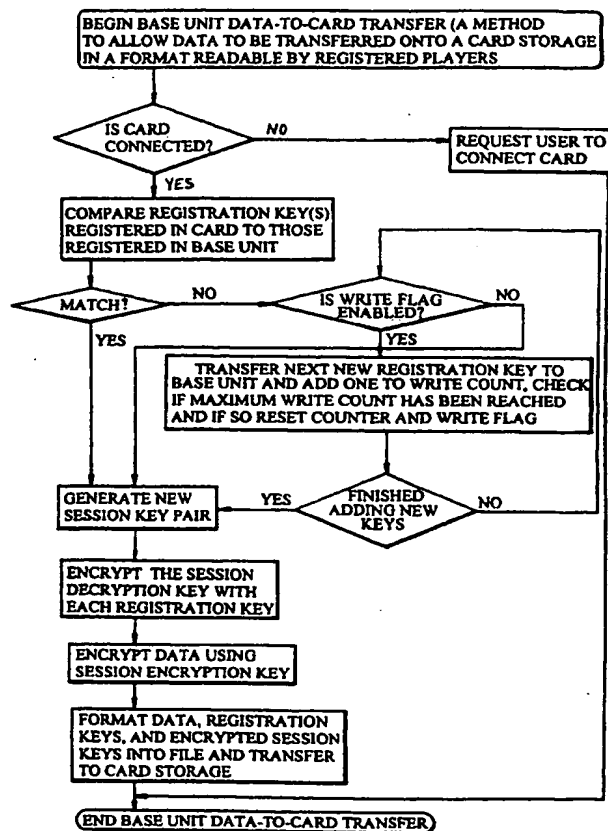 BEGIN BASE UNIT DATA-TO-CARD TRANSFER (A METHOD
TO ALLOW DATA TO BE TRANSFERRED ONTO A CARD STORAGE
IN A FORMAT READABLE BY REGISTERED PLAYERS
IS CARD
CONNECTED?
NO
REQUEST USER TO
CONNECT CARD
YES
COMPARE REGISTRATION KEY(S)
REGISTERED IN CARD TO THOSE
REGISTERED IN BASE UNIT
MATCH?
NO
IS WRITE FLAG
ENABLED?
NO
YES
YES
TRANSFER NEXT NEW REGISTRATION KEY TO
BASE UNIT AND ADD ONE TO WRITE COUNT. CHECK
IF MAXIMUM WRITE COUNT HAS BEEN REACHED
AND IF SO RESET COUNTER AND WRITE FLAG
GENERATE NEW
SESSION KEY PAIR
YES
FINISHED
ADDING NEW
KEYS
NO
ENCRYPT THE SESSION
DECRYPTION KEY WITH
EACH REGISTRATION KEY
ENCRYPT DATA USING
SESSION ENCRYPTION KEY
FORMAT DATA, REGISTRATION
KEYS, AND ENCRYPTED SESSION
KEYS INTO FILE AND TRANSFER
TO CARD STORAGE
END BASE UNIT DATA-TO-CARD TRANSFER